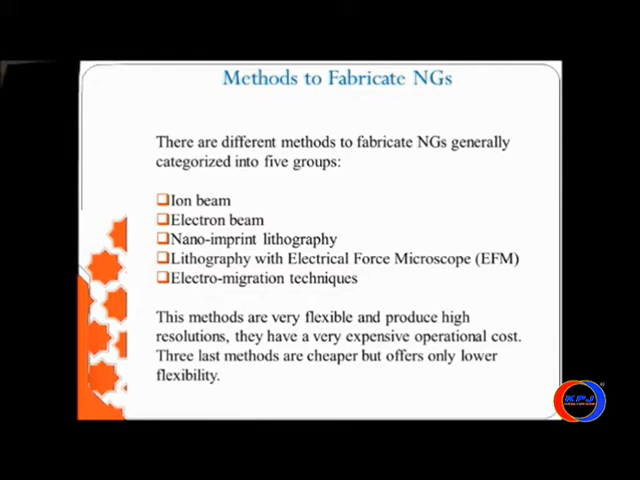 Methods to Fabricate NGs
There are different methods to fabricate NGs generally
categorized into five groups:
Ion beam
Electron beam
Nano-imprint lithography
Lithography with Electrical Force Microscope (EFM)
Electro-migration techniques
This methods are very flexible and produce high
resolutions, they have a very expensive operational cost.
Three last methods are cheaper but offers only lower
flexibility.
KPJ